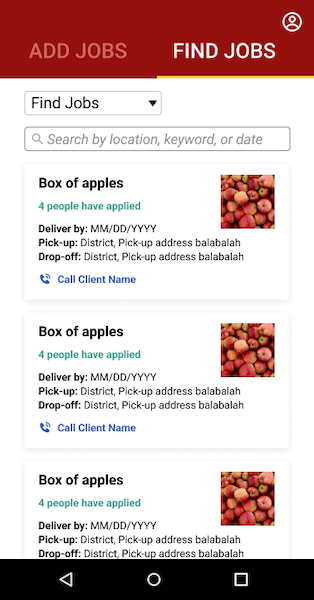 ADD JOBS FIND JOBS
Find Jobs
Search by location, keyword, or date
Box of apples
4 people have applied
Deliver by: MM/DD/YYYY
Pick-up: District, Pick-up address balabalah
Drop-off: District, Pick-up address balabalah
Call Client Name
Box of apples
4 people have applied
Deliver by: MM/DD/YYYY
Pick-up: District, Pick-up address balabalah
Drop-off: District, Pick-up address balabalah
Call Client Name
Box of apples
4 people have applied
Deliver by: MM/DD/YYYY
Pick-up: District, Pick-up address balabalah
Drop-off: District, Pick-up address balabalah